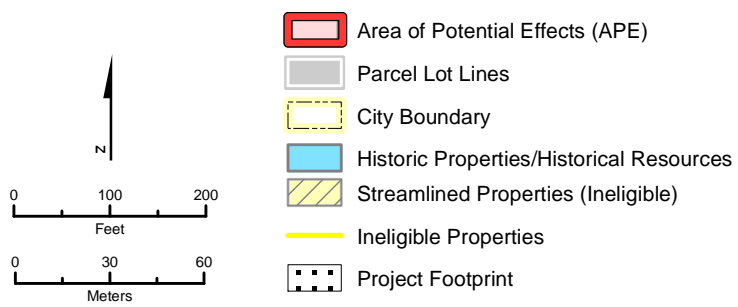 Area of Potential Effects (APE)
Parcel Lot Lines
City Boundary
Historic Properties/Historical Resources
Streamlined Properties (Ineligible)
Ineligible Properties
Project Footprint
N
0 100 200
Feet
0 30 60
Meters